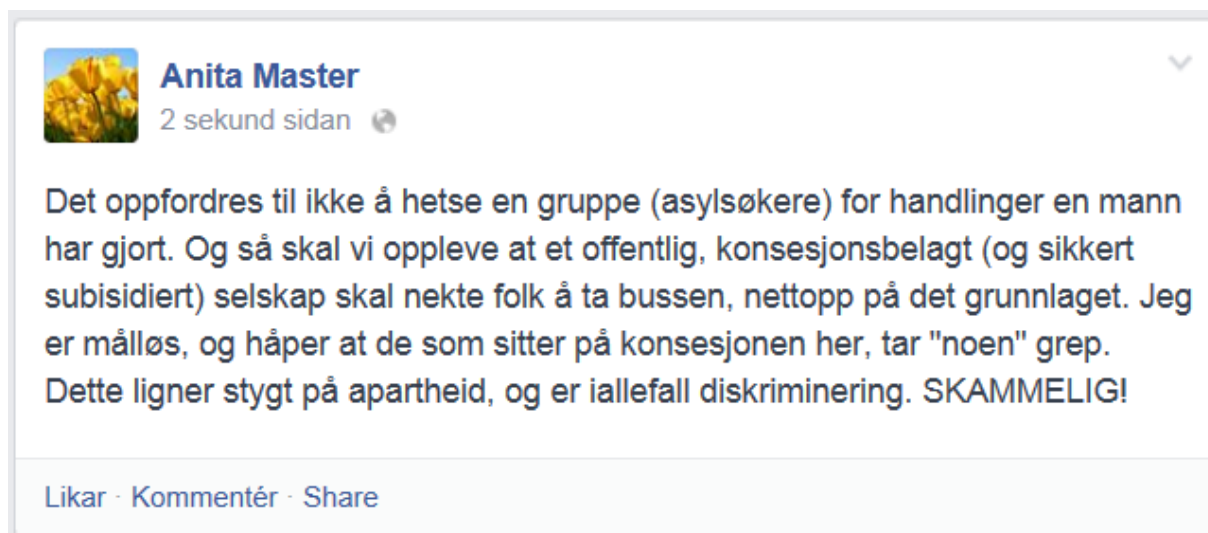 Anita Master
2 sekund sidan
Det oppfordres til ikke å hetse en gruppe (asylsøkere) for handlinger en mann
har gjort. Og så skal vi oppleve at et offentlig, konsesjonsbelagt (og sikkert
subisidiert) selskap skal nekte folk å ta bussen, nettopp på det grunnlaget. Jeg
er målløs, og håper at de som sitter på konsesjonen her, tar "noen" grep.
Dette ligner stygt på apartheid, og er iallefall diskriminering. SKAMMELIG!
Likar · Kommentér · Share